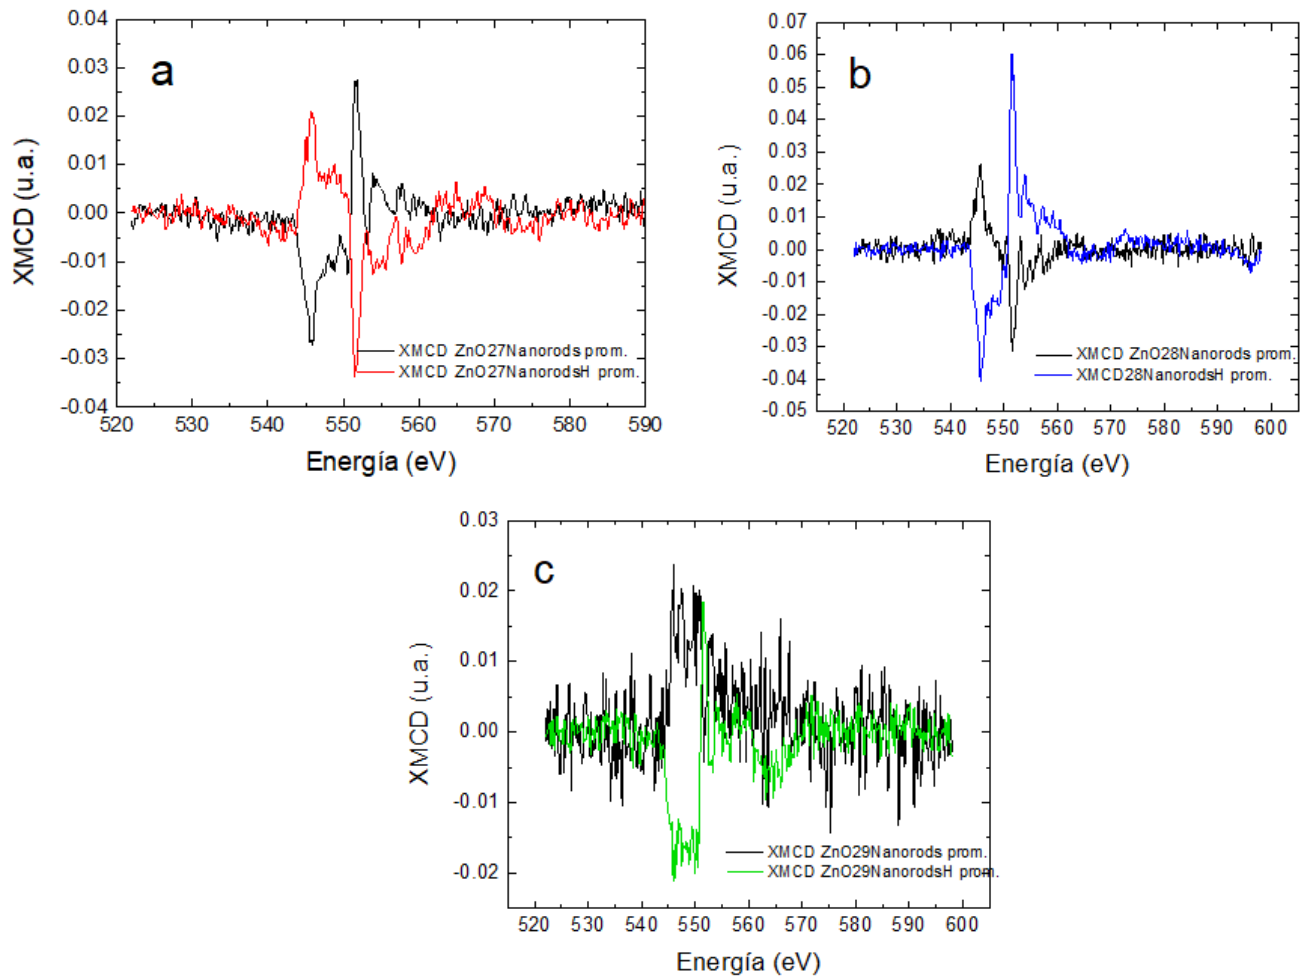 a
0.04
0.03
0.02
0.01
0.00
-0.01
-0.02
-0.03
-0.04
XMCD (u.a.)
XMCD ZnO27Nanorods prom.
XMCD ZnO27NanorodsH prom.
520 530 540 550 560 570 580 590
Energía (eV)
b
0.07
0.06
0.05
0.04
0.03
0.02
0.01
0.00
-0.01
-0.02
-0.03
-0.04
-0.05
XMCD (u.a.)
XMCD ZnO28Nanorods prom.
XMCD28NanorodsH prom.
520 530 540 550 560 570 580 590 600
Energía (eV)
c
0.03
0.02
0.01
0.00
-0.01
-0.02
XMCD (u.a.)
XMCD ZnO29Nanorods prom.
XMCD ZnO29NanorodsH prom.
520 530 540 550 560 570 580 590 600
Energía (eV)